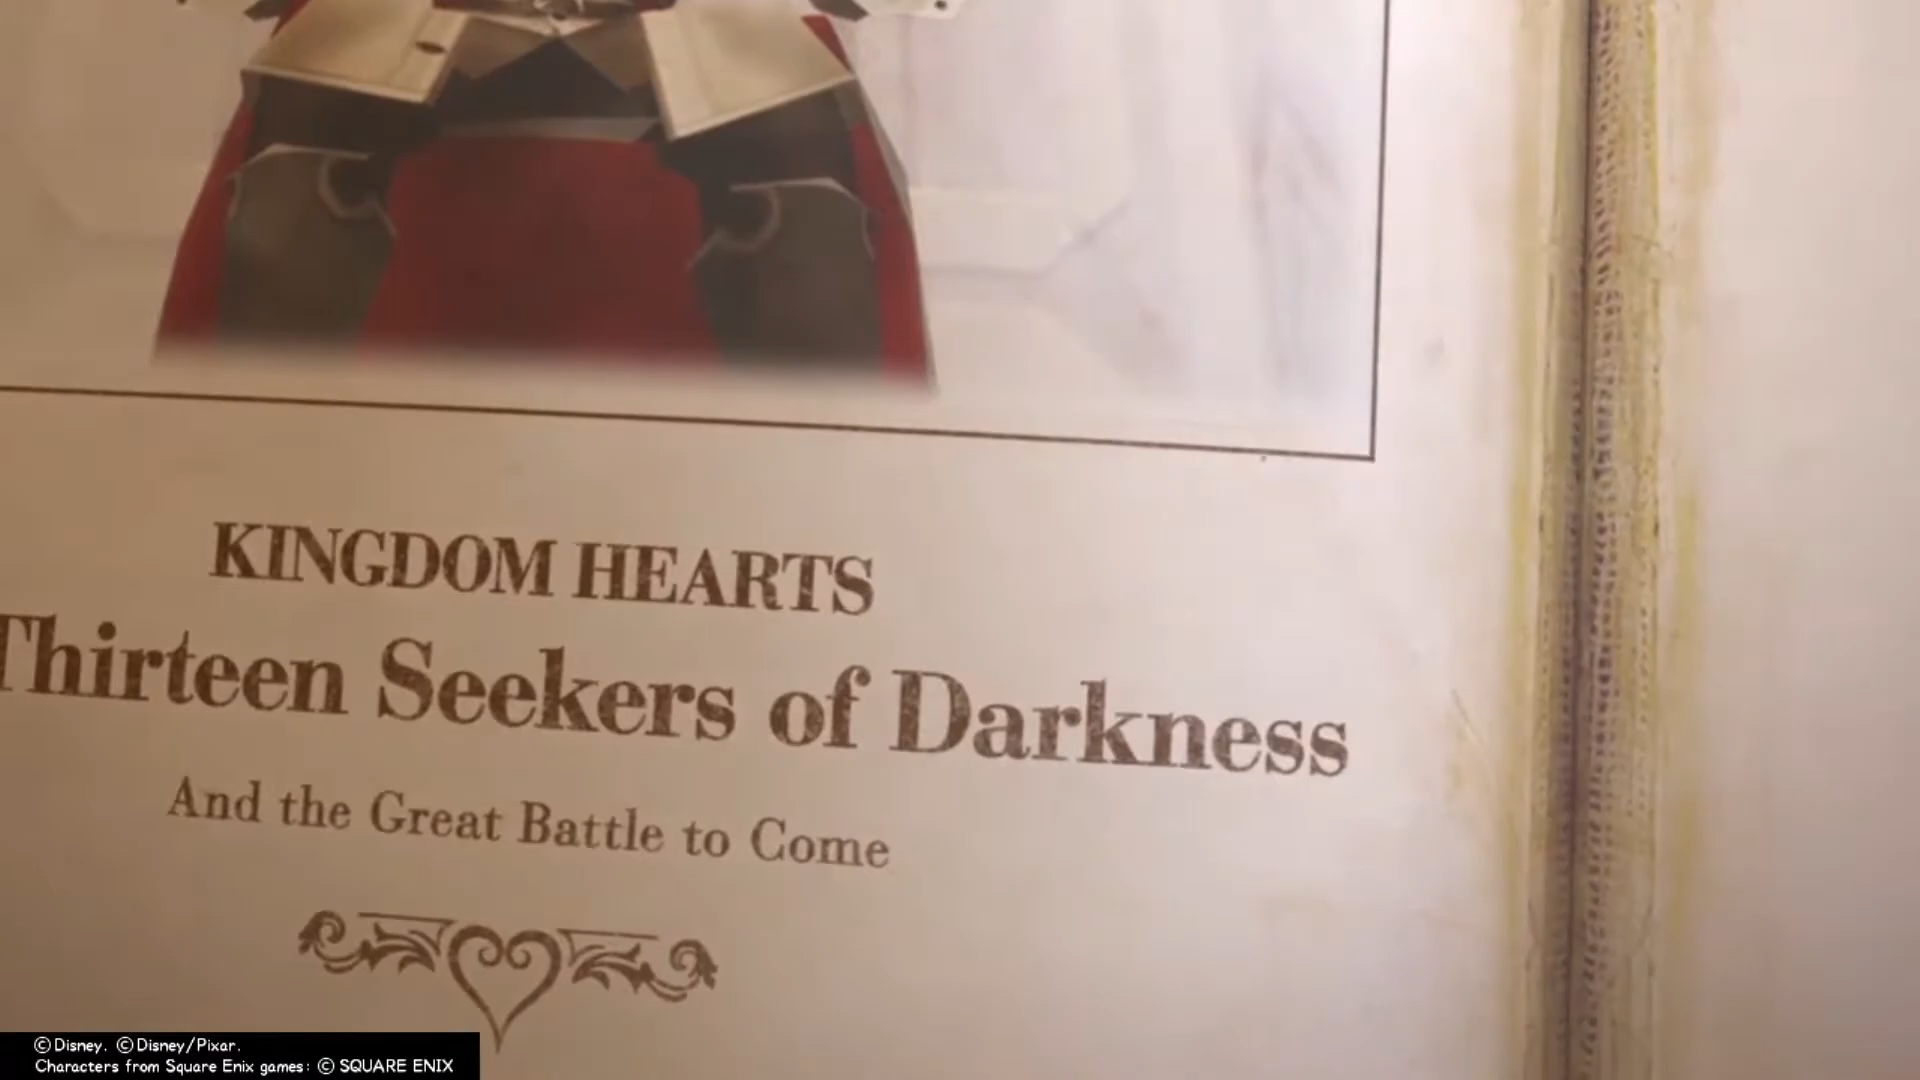 KINGDOM HEARTS
Thirteen Seekers of Darkness
And the Great Battle to Come
©Disney. ©Disney/Pixar.
Characters from Square Enix games: © SQUARE ENIX